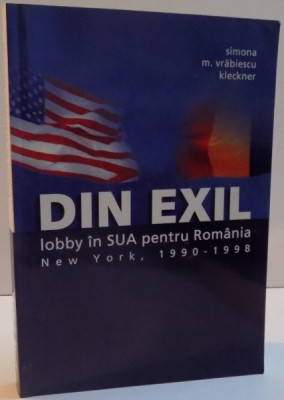 simona
m. vrăbiescu
kleckner
DIN EXIL
lobby în SUA pentru România
New York, 1990-1998